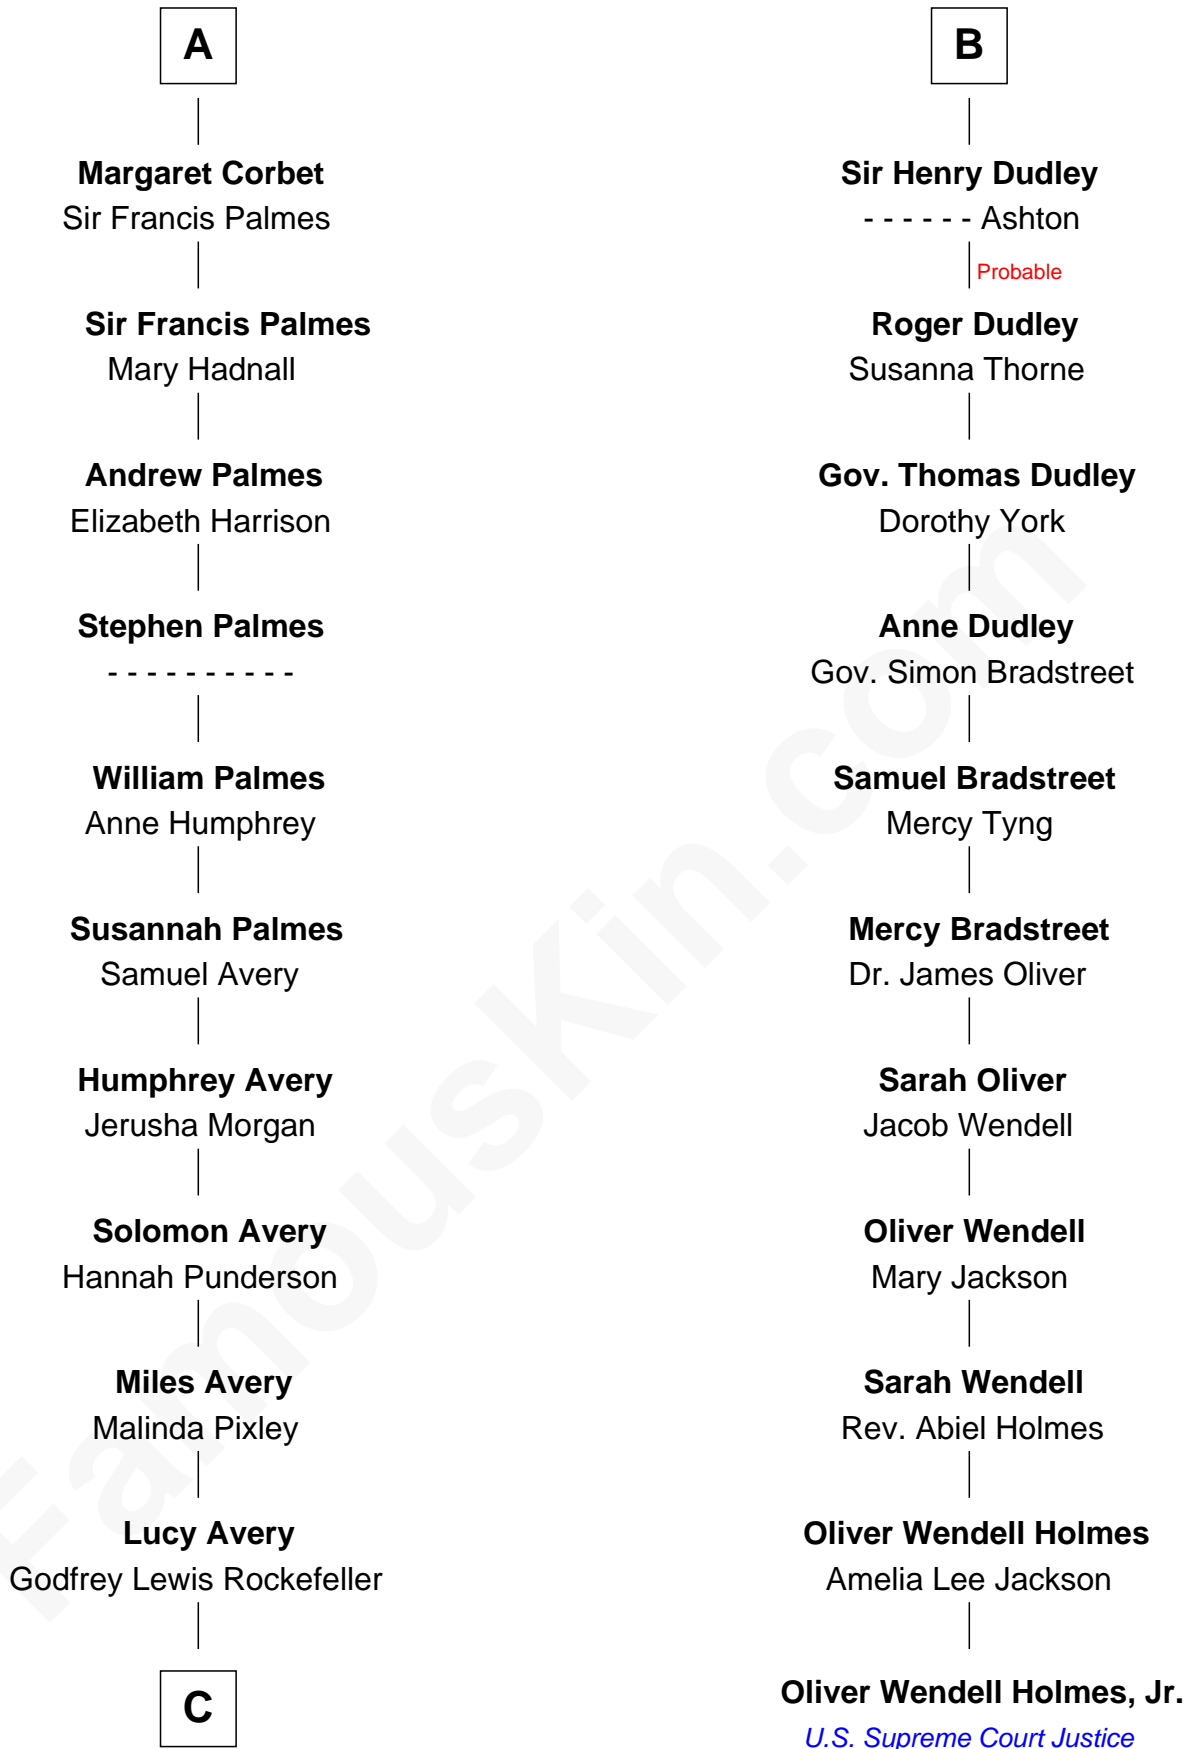 A
Margaret Corbet
Sir Francis Palmes
Sir Francis Palmes
Mary Hadnall
Andrew Palmes
Elizabeth Harrison
Stephen Palmes
- - - - - - - - - -
William Palmes
Anne Humphrey
Susannah Palmes
Samuel Avery
Humphrey Avery
Jerusha Morgan
Solomon Avery
Hannah Punderson
Miles Avery
Malinda Pixley
Lucy Avery
Godfrey Lewis Rockefeller
C
B
Sir Henry Dudley
- - - - - - Ashton
Probable
Roger Dudley
Susanna Thorne
Gov. Thomas Dudley
Dorothy York
Anne Dudley
Gov. Simon Bradstreet
Samuel Bradstreet
Mercy Tyng
Mercy Bradstreet
Dr. James Oliver
Sarah Oliver
Jacob Wendell
Oliver Wendell
Mary Jackson
Sarah Wendell
Rev. Abiel Holmes
Oliver Wendell Holmes
Amelia Lee Jackson
Oliver Wendell Holmes, Jr.
U.S. Supreme Court Justice
FamousKin.com